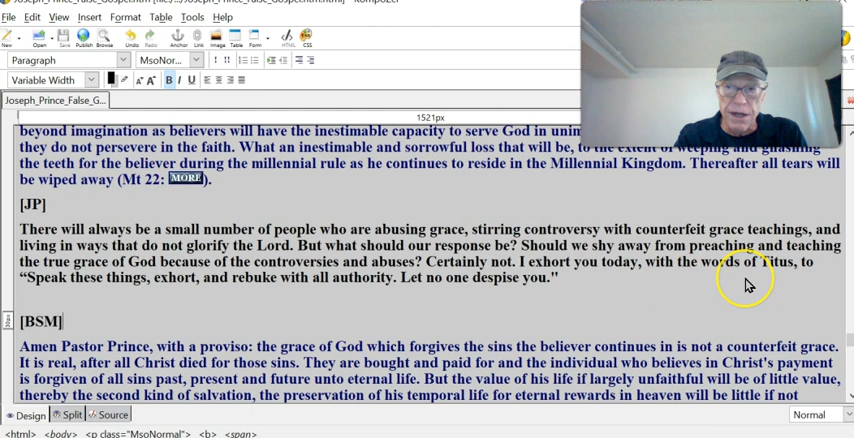 File Edit View Insert Format Table Tools Help
New Open Save Publish Browse Undo Redo Anchor Link Image Table Form HTML CSS
Paragraph MsoNor...
Variable Width B I U
Joseph_Prince_False_G...
1521px
beyond imagination as believers will have the inestimable capacity to serve God in
they do not persevere in the faith. What an inestimable and sorrowful loss that will be, to the extent of weeping and gnashing
the teeth for the believer during the millennial rule as he continues to reside in the Millennial Kingdom. Thereafter all tears will
be wiped away (Mt 22: MORE).
[JP]
There will always be a small number of people who are abusing grace, stirring controversy with counterfeit grace teachings, and
living in ways that do not glorify the Lord. But what should our response be? Should we shy away from preaching and teaching
the true grace of God because of the controversies and abuses? Certainly not. I exhort you today, with the words of Titus, to
“Speak these things, exhort, and rebuke with all authority. Let no one despise you."
[BSM]
Amen Pastor Prince, with a proviso: the grace of God which forgives the sins the believer continues in is not a counterfeit grace.
It is real, after all Christ died for those sins. They are bought and paid for and the individual who believes in Christ's payment
is forgiven of all sins past, present and future unto eternal life. But the value of his life if largely unfaithful will be of little value,
thereby the second kind of salvation, the preservation of his temporal life for eternal rewards in heaven will be little if not
Design Split Source Normal
<html> <body> <p class="MsoNormal"> <b> <span>